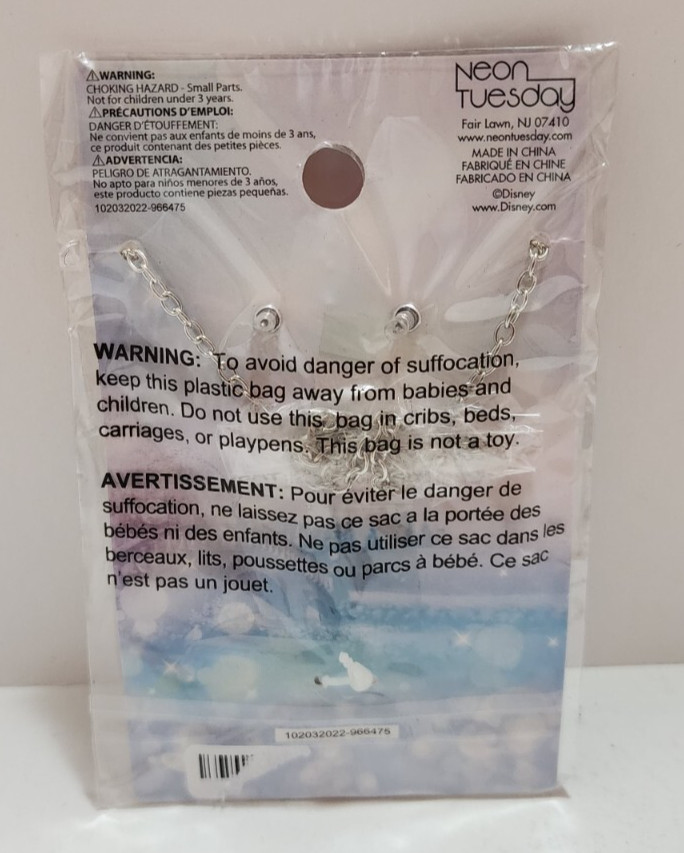 ⚠WARNING:
CHOKING HAZARD - Small Parts.
Not for children under 3 years.
⚠PRÉCAUTIONS D'EMPLOI:
DANGER D'ÉTOUFFEMENT:
Ne convient pas aux enfants de moins de 3 ans,
ce produit contenant des petites pièces.
⚠ADVERTENCIA:
PELIGRO DE ATRAGANTAMIENTO.
No apto para niños menores de 3 años,
este producto contiene piezas pequeñas.
102032022-966475
Neon
Tuesday
Fair Lawn, NJ 07410
www.neontuesday.com
MADE IN CHINA
FABRIQUÉ EN CHINE
FABRICADO EN CHINA
©Disney
www.Disney.com
WARNING: To avoid danger of suffocation,
keep this plastic bag away from babies and
children. Do not use this bag in cribs, beds,
carriages, or playpens. This bag is not a toy.
AVERTISSEMENT: Pour éviter le danger de
suffocation, ne laissez pas ce sac a la portée des
bébés ni des enfants. Ne pas utiliser ce sac dans les
berceaux, lits, poussettes ou parcs à bébé. Ce sac
n'est pas un jouet.
102032022-966475